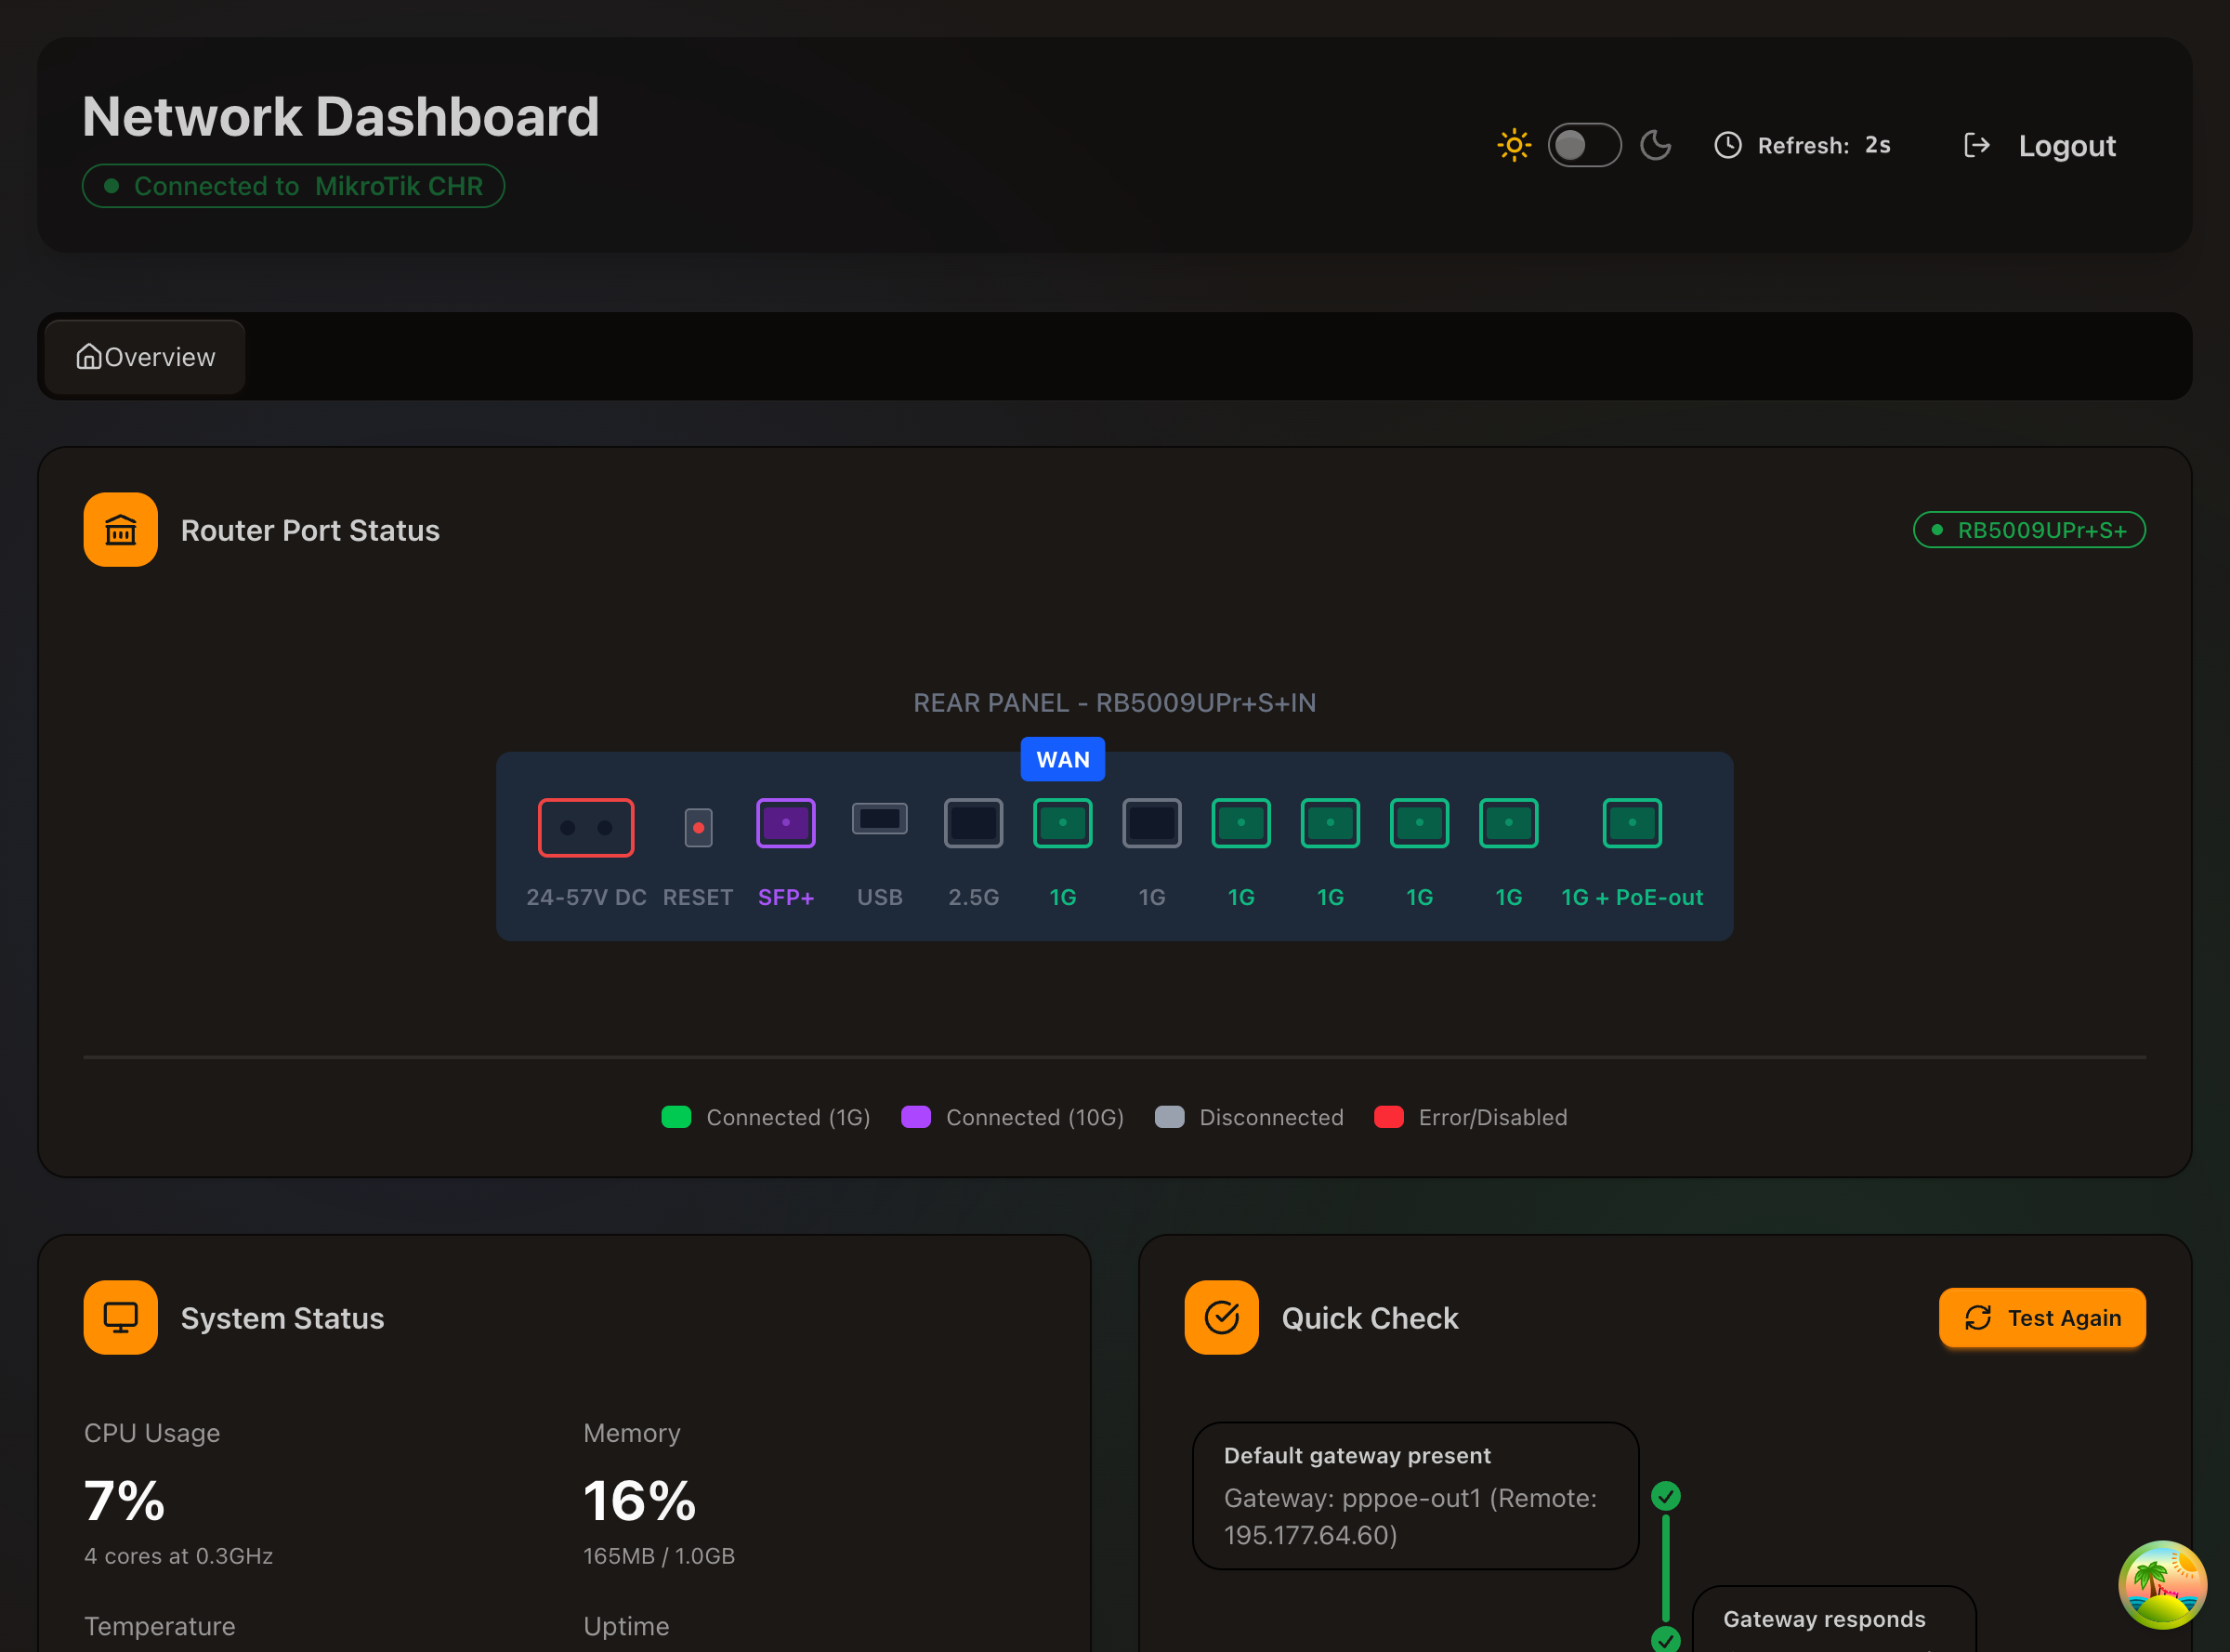 Network Dashboard
Connected to MikroTik CHR
Refresh: 2s
Logout
Overview
Router Port Status
RB5009UPr+S+
REAR PANEL - RB5009UPr+S+IN
WAN
24-57V DC RESET SFP+ USB 2.5G 1G 1G 1G 1G 1G 1G 1G + PoE-out
Connected (1G) Connected (10G) Disconnected Error/Disabled
System Status
CPU Usage
7%
4 cores at 0.3GHz
Memory
16%
165MB / 1.0GB
Temperature
Uptime
Quick Check
Test Again
Default gateway present
Gateway: pppoe-out1 (Remote:
195.177.64.60)
Gateway responds